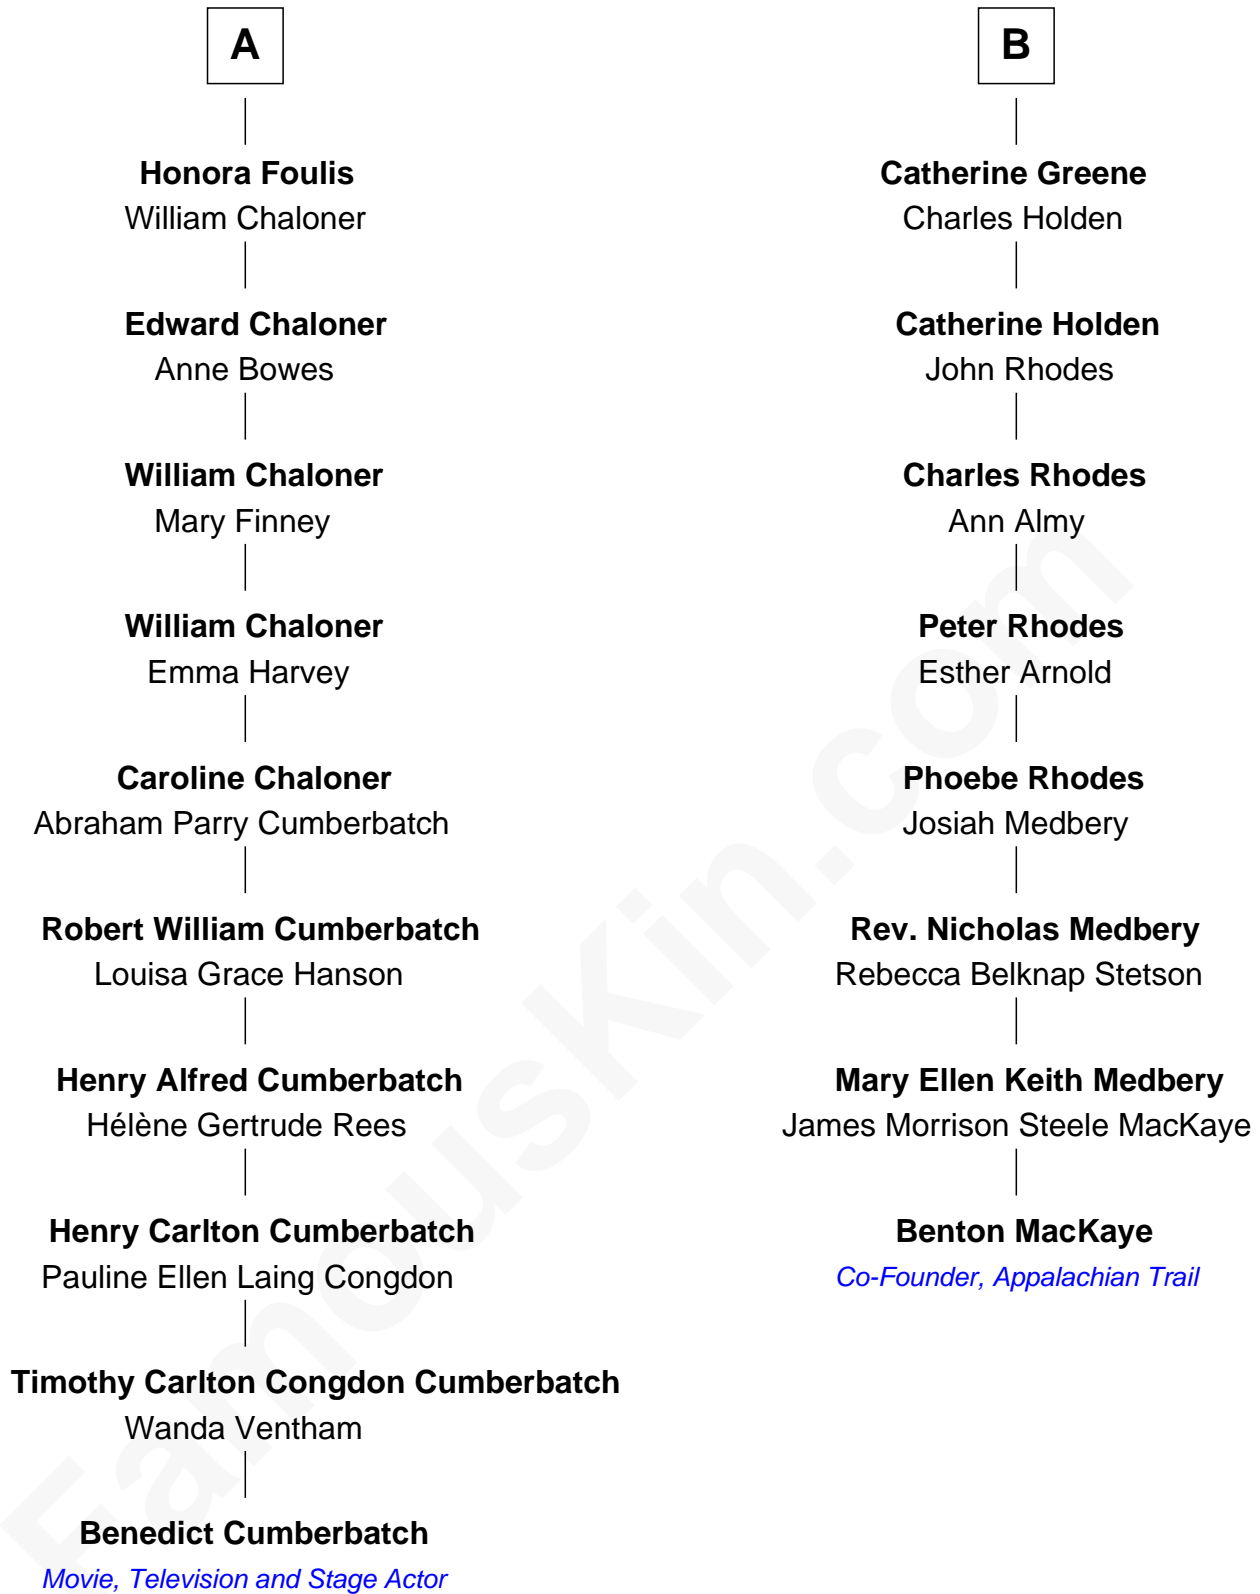 A
Honora Foulis
William Chaloner
Edward Chaloner
Anne Bowes
William Chaloner
Mary Finney
William Chaloner
Emma Harvey
Caroline Chaloner
Abraham Parry Cumberbatch
Robert William Cumberbatch
Louisa Grace Hanson
Henry Alfred Cumberbatch
Hélène Gertrude Rees
Henry Carlton Cumberbatch
Pauline Ellen Laing Congdon
Timothy Carlton Congdon Cumberbatch
Wanda Ventham
Benedict Cumberbatch
Movie, Television and Stage Actor
B
Catherine Greene
Charles Holden
Catherine Holden
John Rhodes
Charles Rhodes
Ann Almy
Peter Rhodes
Esther Arnold
Phoebe Rhodes
Josiah Medbery
Rev. Nicholas Medbery
Rebecca Belknap Stetson
Mary Ellen Keith Medbery
James Morrison Steele MacKaye
Benton MacKaye
Co-Founder, Appalachian Trail
FamousKin.com